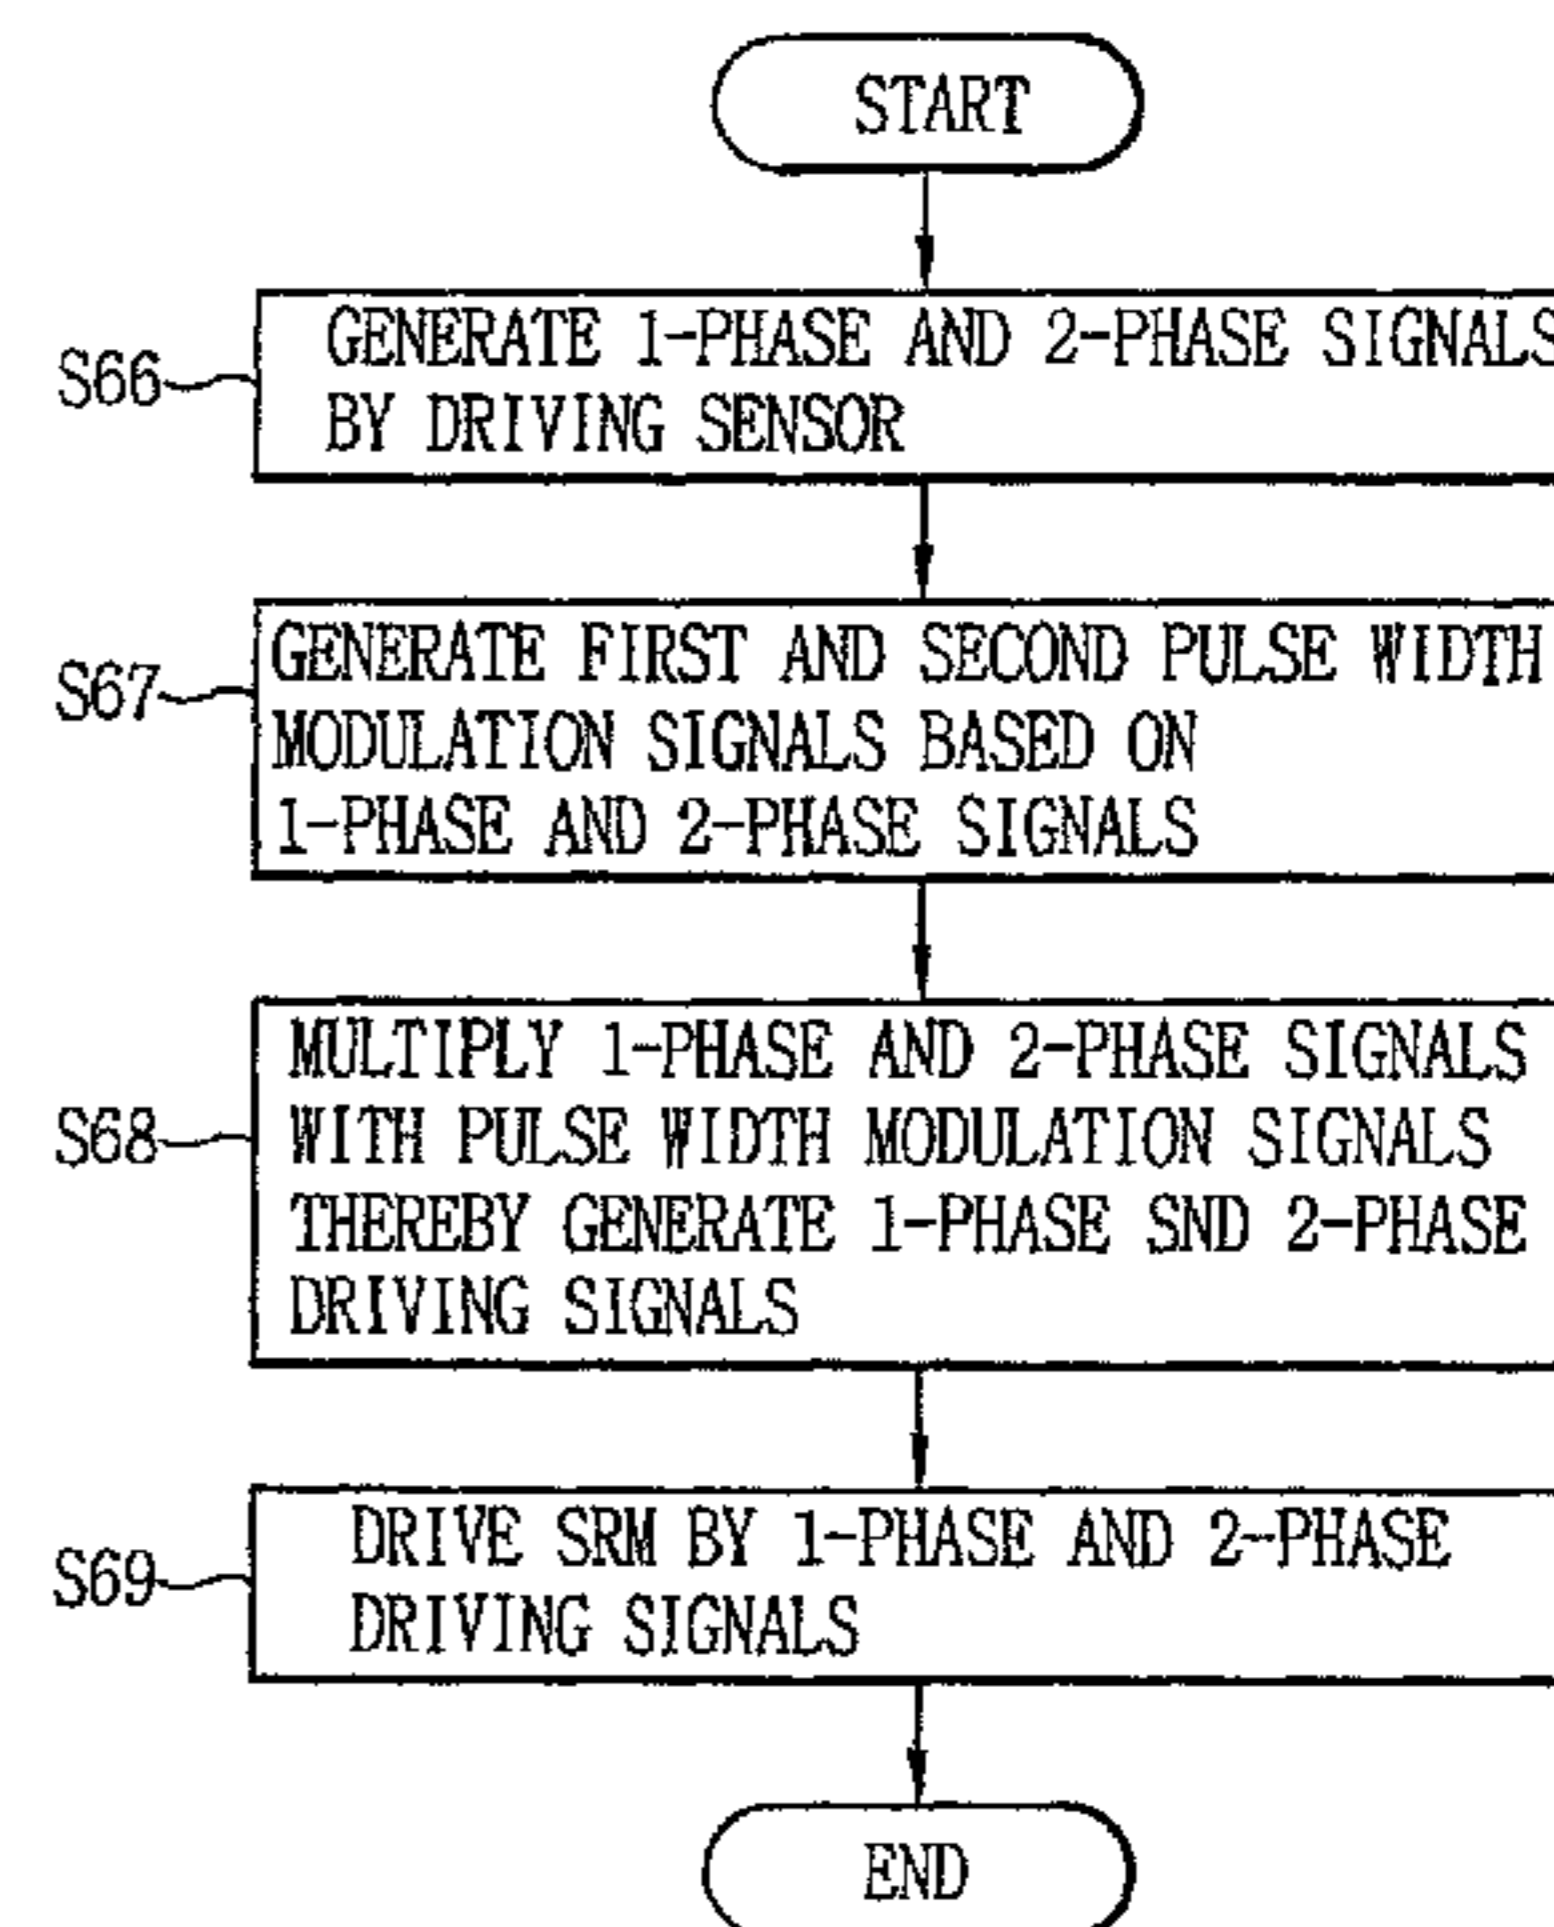 START
S66
GENERATE 1-PHASE AND 2-PHASE SIGNALS
BY DRIVING SENSOR
S67
GENERATE FIRST AND SECOND PULSE WIDTH
MODULATION SIGNALS BASED ON
1-PHASE AND 2-PHASE SIGNALS
S68
MULTIPLY 1-PHASE AND 2-PHASE SIGNALS
WITH PULSE WIDTH MODULATION SIGNALS
THEREBY GENERATE 1-PHASE SND 2-PHASE
DRIVING SIGNALS
S69
DRIVE SRM BY 1-PHASE AND 2-PHASE
DRIVING SIGNALS
END